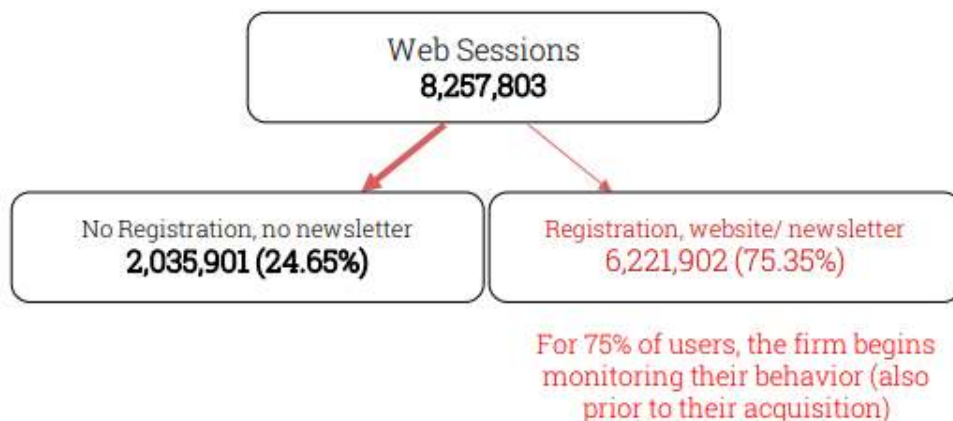 Web Sessions
8,257,803
No Registration, no newsletter
2,035,901 (24.65%)
Registration, website/ newsletter
6,221,902 (75.35%)
For 75% of users, the firm begins
monitoring their behavior (also
prior to their acquisition)